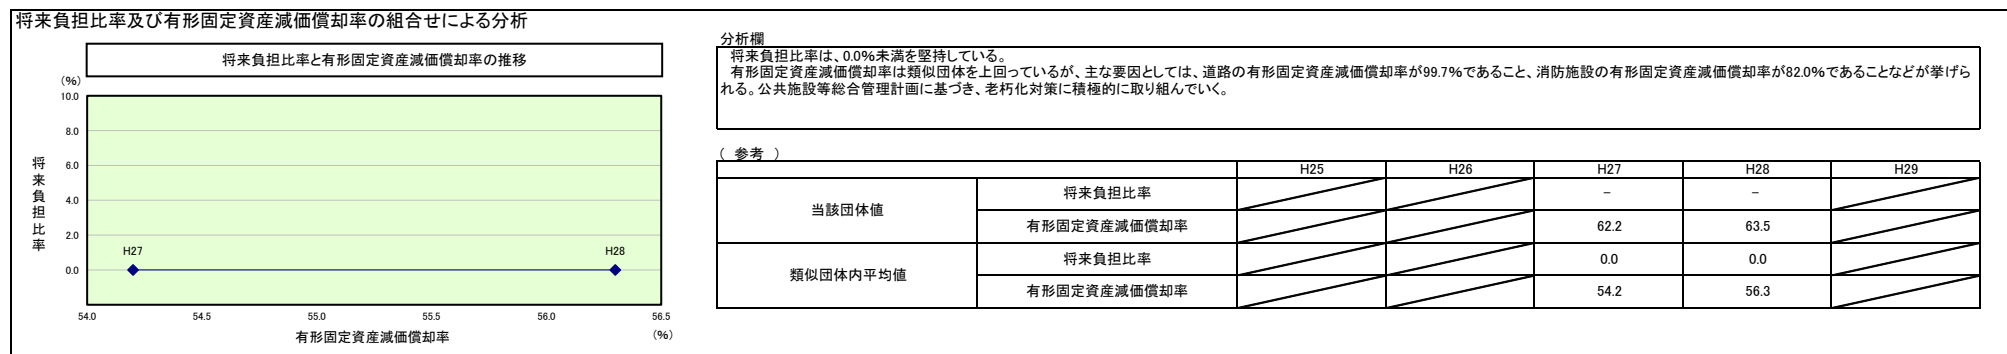 将来負担比率及び有形固定資産減価償却率の組合せによる分析
将来負担比率と有形固定資産減価償却率の推移
(%)
10.0
8.0
6.0
4.0
2.0
0.0
将来負担比率
H27
H28
54.0 54.5 55.0 55.5 56.0 56.5
有形固定資産減価償却率
(%)
分析欄
将来負担比率は、0.0%未満を堅持している。
有形固定資産減価償却率は類似団体を上回っているが、主な要因としては、道路の有形固定資産減価償却率が99.7%であること、消防施設の有形固定資産減価償却率が82.0%であることなどが挙げら
れる。公共施設等総合管理計画に基づき、老朽化対策に積極的に取り組んでいく。
( 参考 )
H25 H26 H27 H28 H29
当該団体値
将来負担比率 - -
有形固定資産減価償却率 62.2 63.5
類似団体内平均値
将来負担比率 0.0 0.0
有形固定資産減価償却率 54.2 56.3